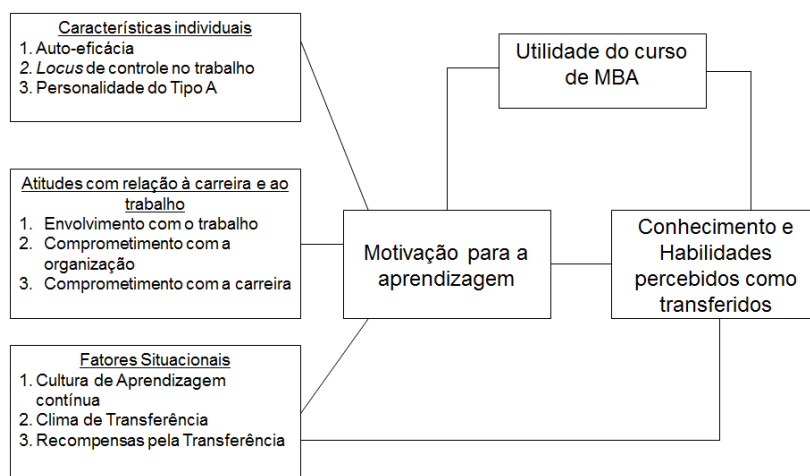 Características individuais
1. Auto-eficácia
2. Locus de controle no trabalho
3. Personalidade do Tipo A
Utilidade do curso
de MBA
Atitudes com relação à carreira e ao
trabalho
1. Envolvimento com o trabalho
2. Comprometimento com a
organização
3. Comprometimento com a carreira
Motivação para a
aprendizagem
Conhecimento e
Habilidades
percebidos como
transferidos
Fatores Situacionais
1. Cultura de Aprendizagem
contínua
2. Clima de Transferência
3. Recompensas pela Transferência